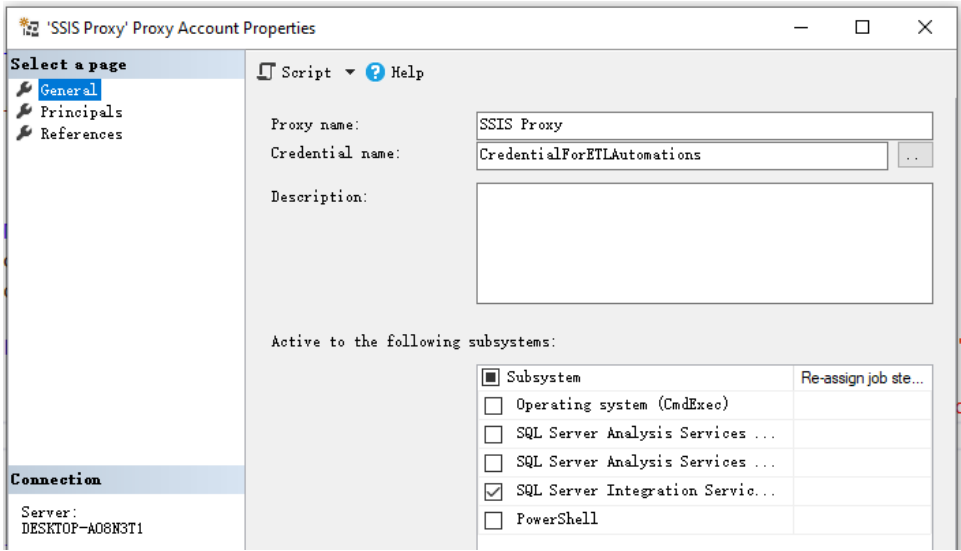 'SSIS Proxy' Proxy Account Properties
Select a page
General
Principals
References
Script
Help
Proxy name:
SSIS Proxy
Credential name:
CredentialForETLAutomations
..
Description:
Active to the following subsystems:
Subsystem
Re-assign job ste...
Operating system (CmdExec)
SQL Server Analysis Services ...
SQL Server Analysis Services ...
SQL Server Integration Servic...
PowerShell
Connection
Server:
DESKTOP-AO8N3T1